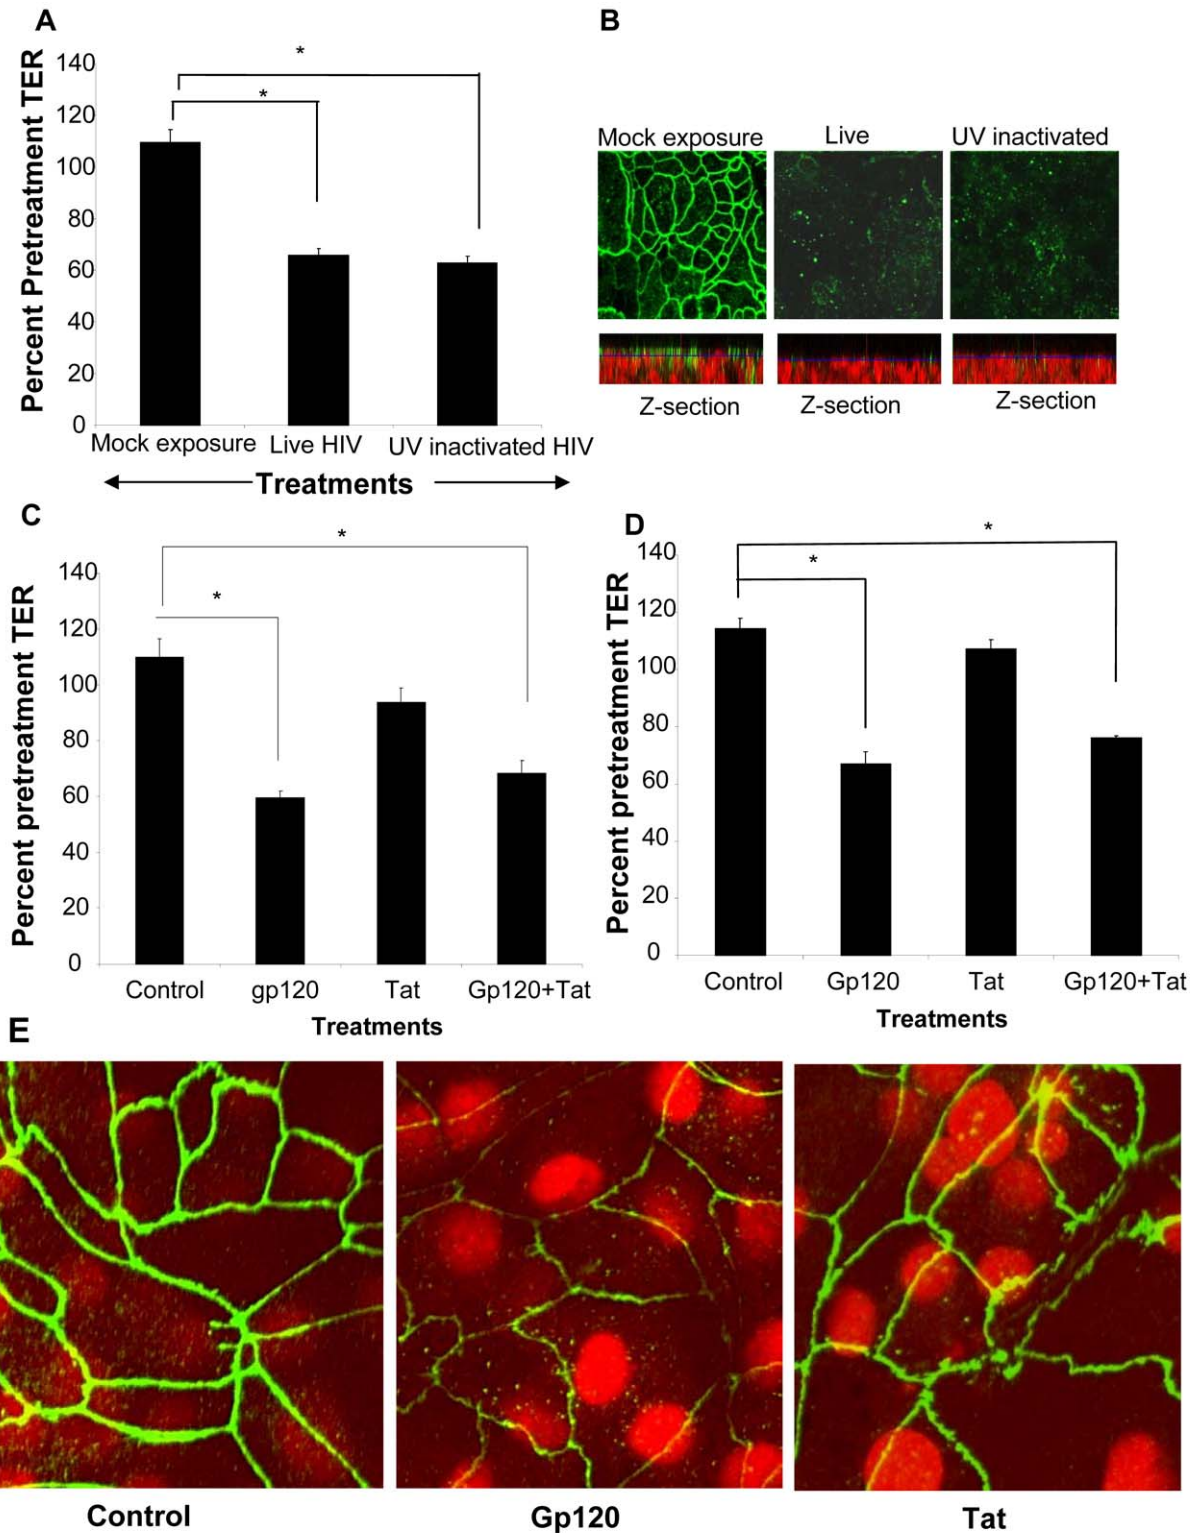 A
Percent Pretreatment TER
140
120
100
80
60
40
20
0
*
*
Mock exposure Live HIV UV inactivated HIV
Treatments
B
Mock exposure Live UV inactivated
Z-section Z-section Z-section
C
Percent pretreatment TER
140
120
100
80
60
40
20
0
*
*
Control gp120 Tat Gp120+Tat
Treatments
D
Percent pretreatment TER
140
120
100
80
60
40
20
0
*
*
Control Gp120 Tat Gp120+Tat
Treatments
E
Control Gp120 Tat